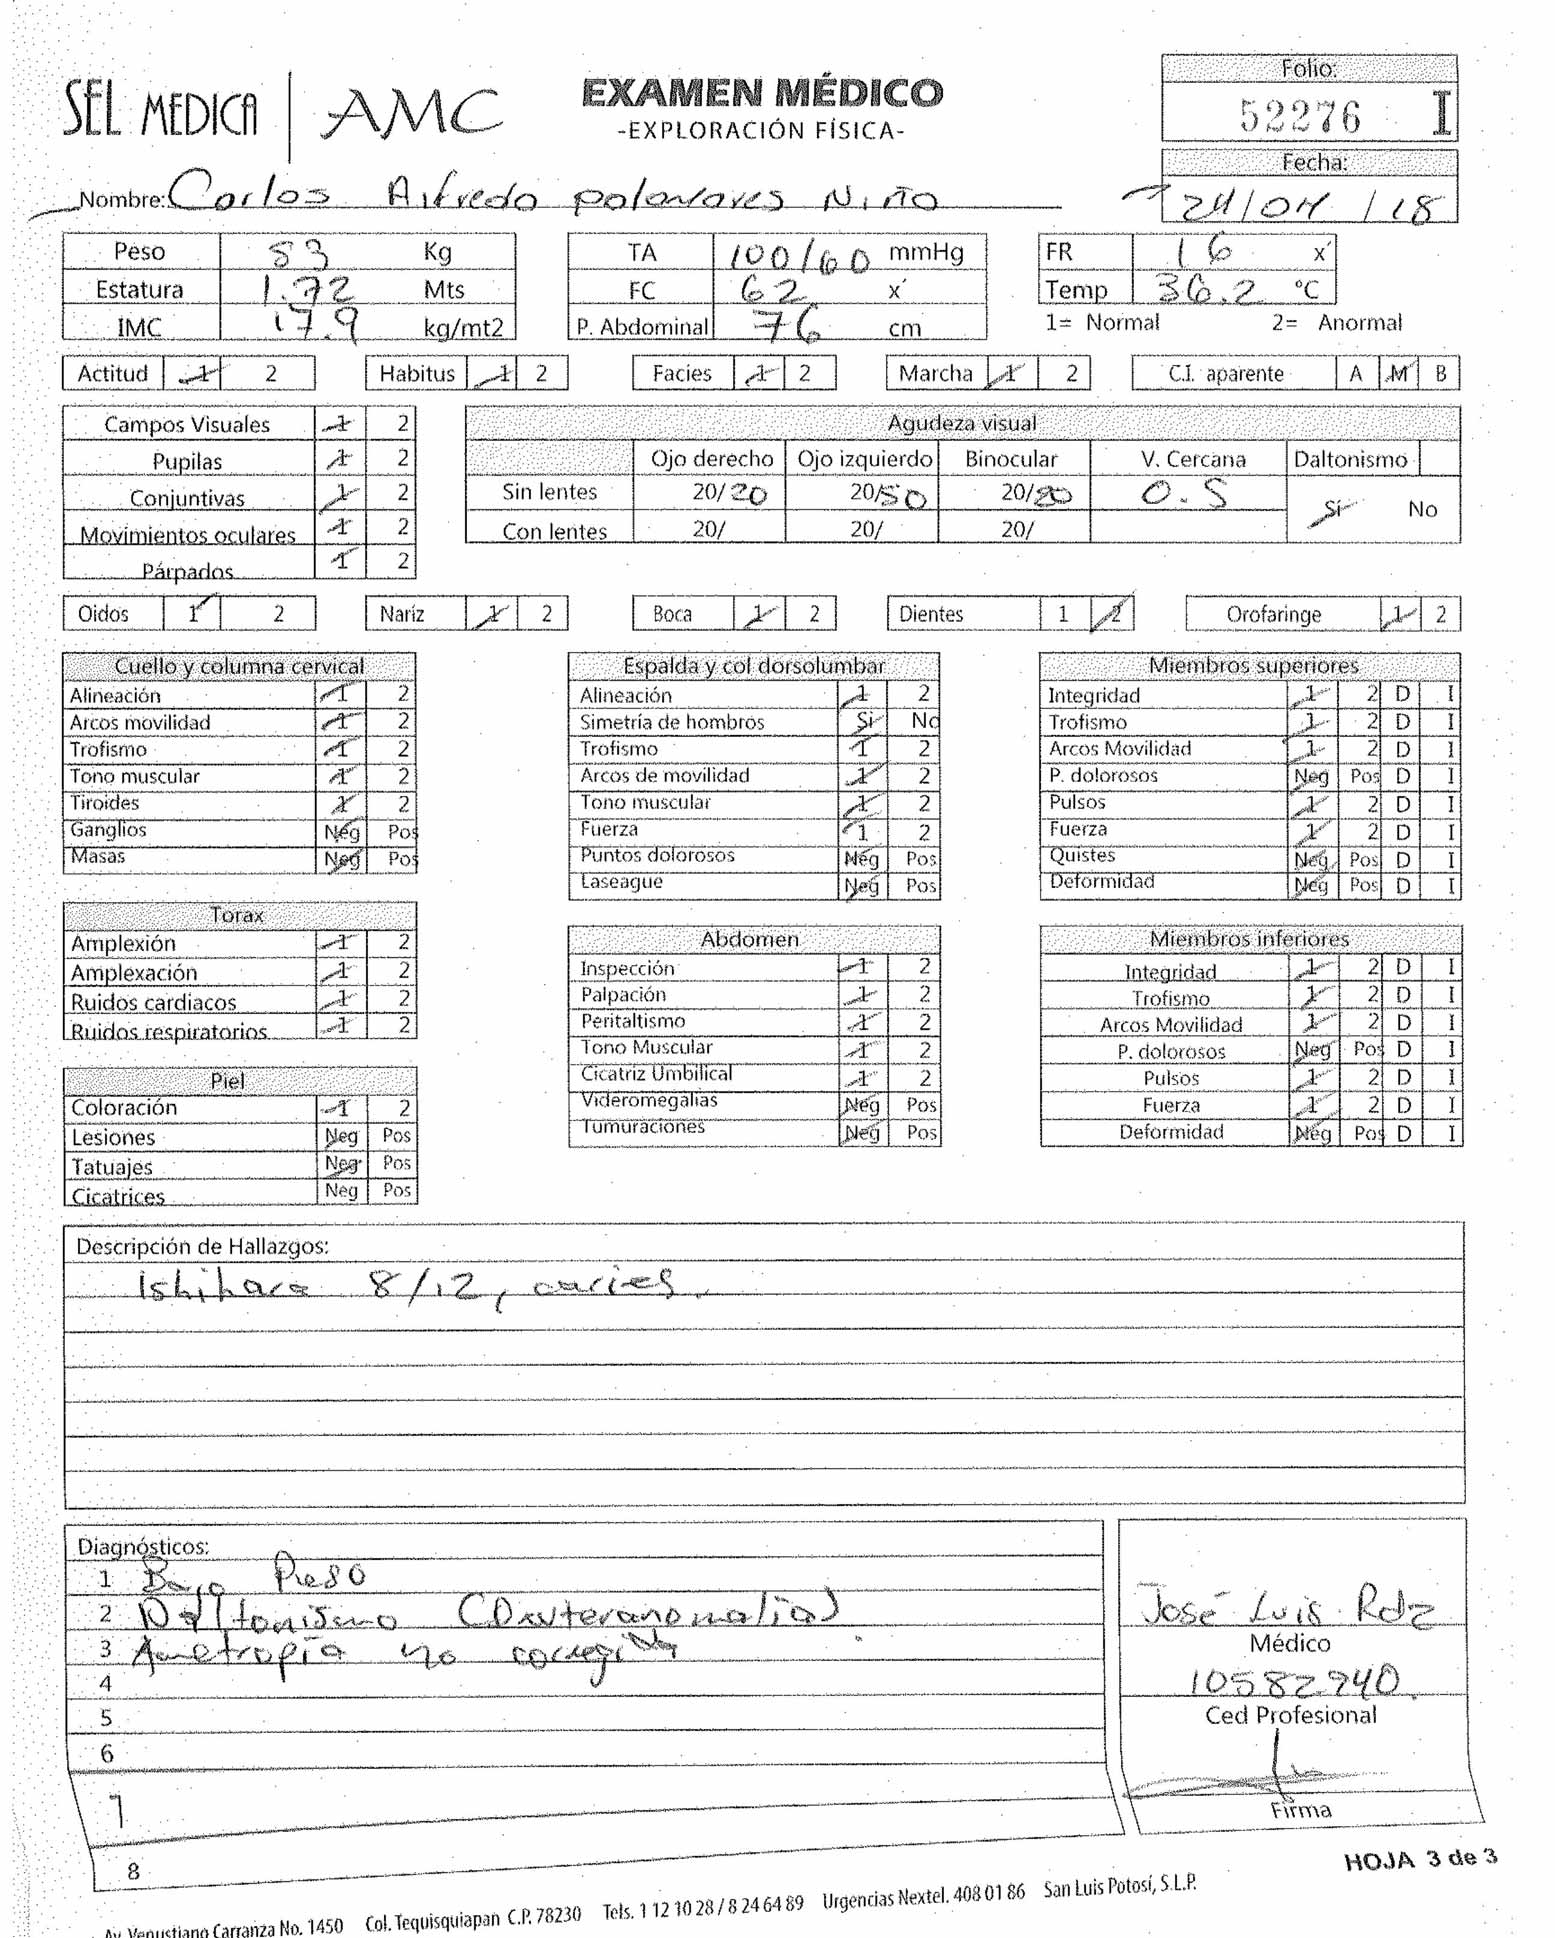 SEL MEDICA | AMC
EXAMEN MÉDICO
-EXPLORACIÓN FÍSICA-
Folio:
52276 I
Fecha:
24/04/18
Nombre: Carlos Alfredo palomares Niño
Peso 53 Kg TA 100/60 mmHg FR 16 x´
Estatura 1.72 Mts FC 62 x´ Temp 36.2 °C
IMC 17.9 kg/mt2 P. Abdominal 76 cm 1= Normal 2= Anormal
Actitud 1 2 Habitus 1 2 Facies 1 2 Marcha 1 2 C.I. aparente A M B
Campos Visuales 1 2
Pupilas 1 2
Conjuntivas 1 2
Movimientos oculares 1 2
Párpados 1 2
Agudeza visual
Ojo derecho Ojo izquierdo Binocular V. Cercana Daltonismo
Sin lentes 20/20 20/50 20/20 0.5 Si No
Con lentes 20/ 20/ 20/
Oidos 1 2 Nariz 1 2 Boca 1 2 Dientes 1 2 Orofaringe 1 2
Cuello y columna cervical
Alineación 1 2
Arcos movilidad 1 2
Trofismo 1 2
Tono muscular 1 2
Tiroides 1 2
Ganglios Neg Pos
Masas Neg Pos
Espalda y col dorsolumbar
Alineación 1 2
Simetría de hombros Si No
Trofismo 1 2
Arcos de movilidad 1 2
Tono muscular 1 2
Fuerza 1 2
Puntos dolorosos Neg Pos
Laseague Neg Pos
Miembros superiores
Integridad 1 2 D I
Trofismo 1 2 D I
Arcos Movilidad 1 2 D I
P. dolorosos Neg Pos D I
Pulsos 1 2 D I
Fuerza 1 2 D I
Quistes Neg Pos D I
Deformidad Neg Pos D I
Torax
Amplexión 1 2
Amplexación 1 2
Ruidos cardiacos 1 2
Ruidos respiratorios 1 2
Abdomen
Inspección 1 2
Palpación 1 2
Peritaltismo 1 2
Tono Muscular 1 2
Cicatriz Umbilical 1 2
Videromegalias Neg Pos
Tumuraciones Neg Pos
Miembros inferiores
Integridad 1 2 D I
Trofismo 1 2 D I
Arcos Movilidad 1 2 D I
P. dolorosos Neg Pos D I
Pulsos 1 2 D I
Fuerza 1 2 D I
Deformidad Neg Pos D I
Piel
Coloración 1 2
Lesiones Neg Pos
Tatuajes Neg Pos
Cicatrices Neg Pos
Descripción de Hallazgos:
Ishihara 8/12, caries.
Diagnósticos:
1 Bajo Peso
2 Daltonismo (Deuteranomalia)
3 Ametropía no corregida
4
5
6
7
8
José Luis Rdz
Médico
10582940.
Ced Profesional
Firma
HOJA 3 de 3
Av. Venustiano Carranza No. 1450 Col. Tequisquiapan C.P. 78230 Tels. 1 12 10 28 / 8 24 64 89 Urgencias Nextel. 408 01 86 San Luis Potosí, S.L.P.